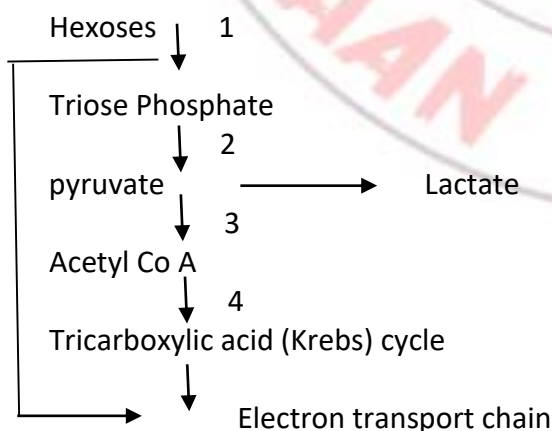 Hexoses 1
Triose Phosphate
2
pyruvate Lactate
3
Acetyl Co A
4
Tricarboxylic acid (Krebs) cycle
Electron transport chain